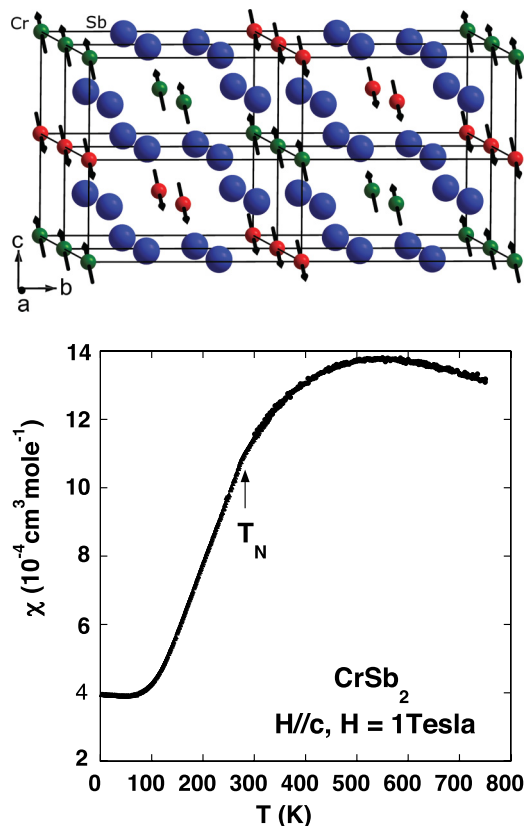 Cr Sb
c
a b
14
12
10
8
6
4
2
χ (10⁻⁴cm³mole⁻¹)
T_N
CrSb₂
H//c, H = 1Tesla
0 100 200 300 400 500 600 700 800
T (K)